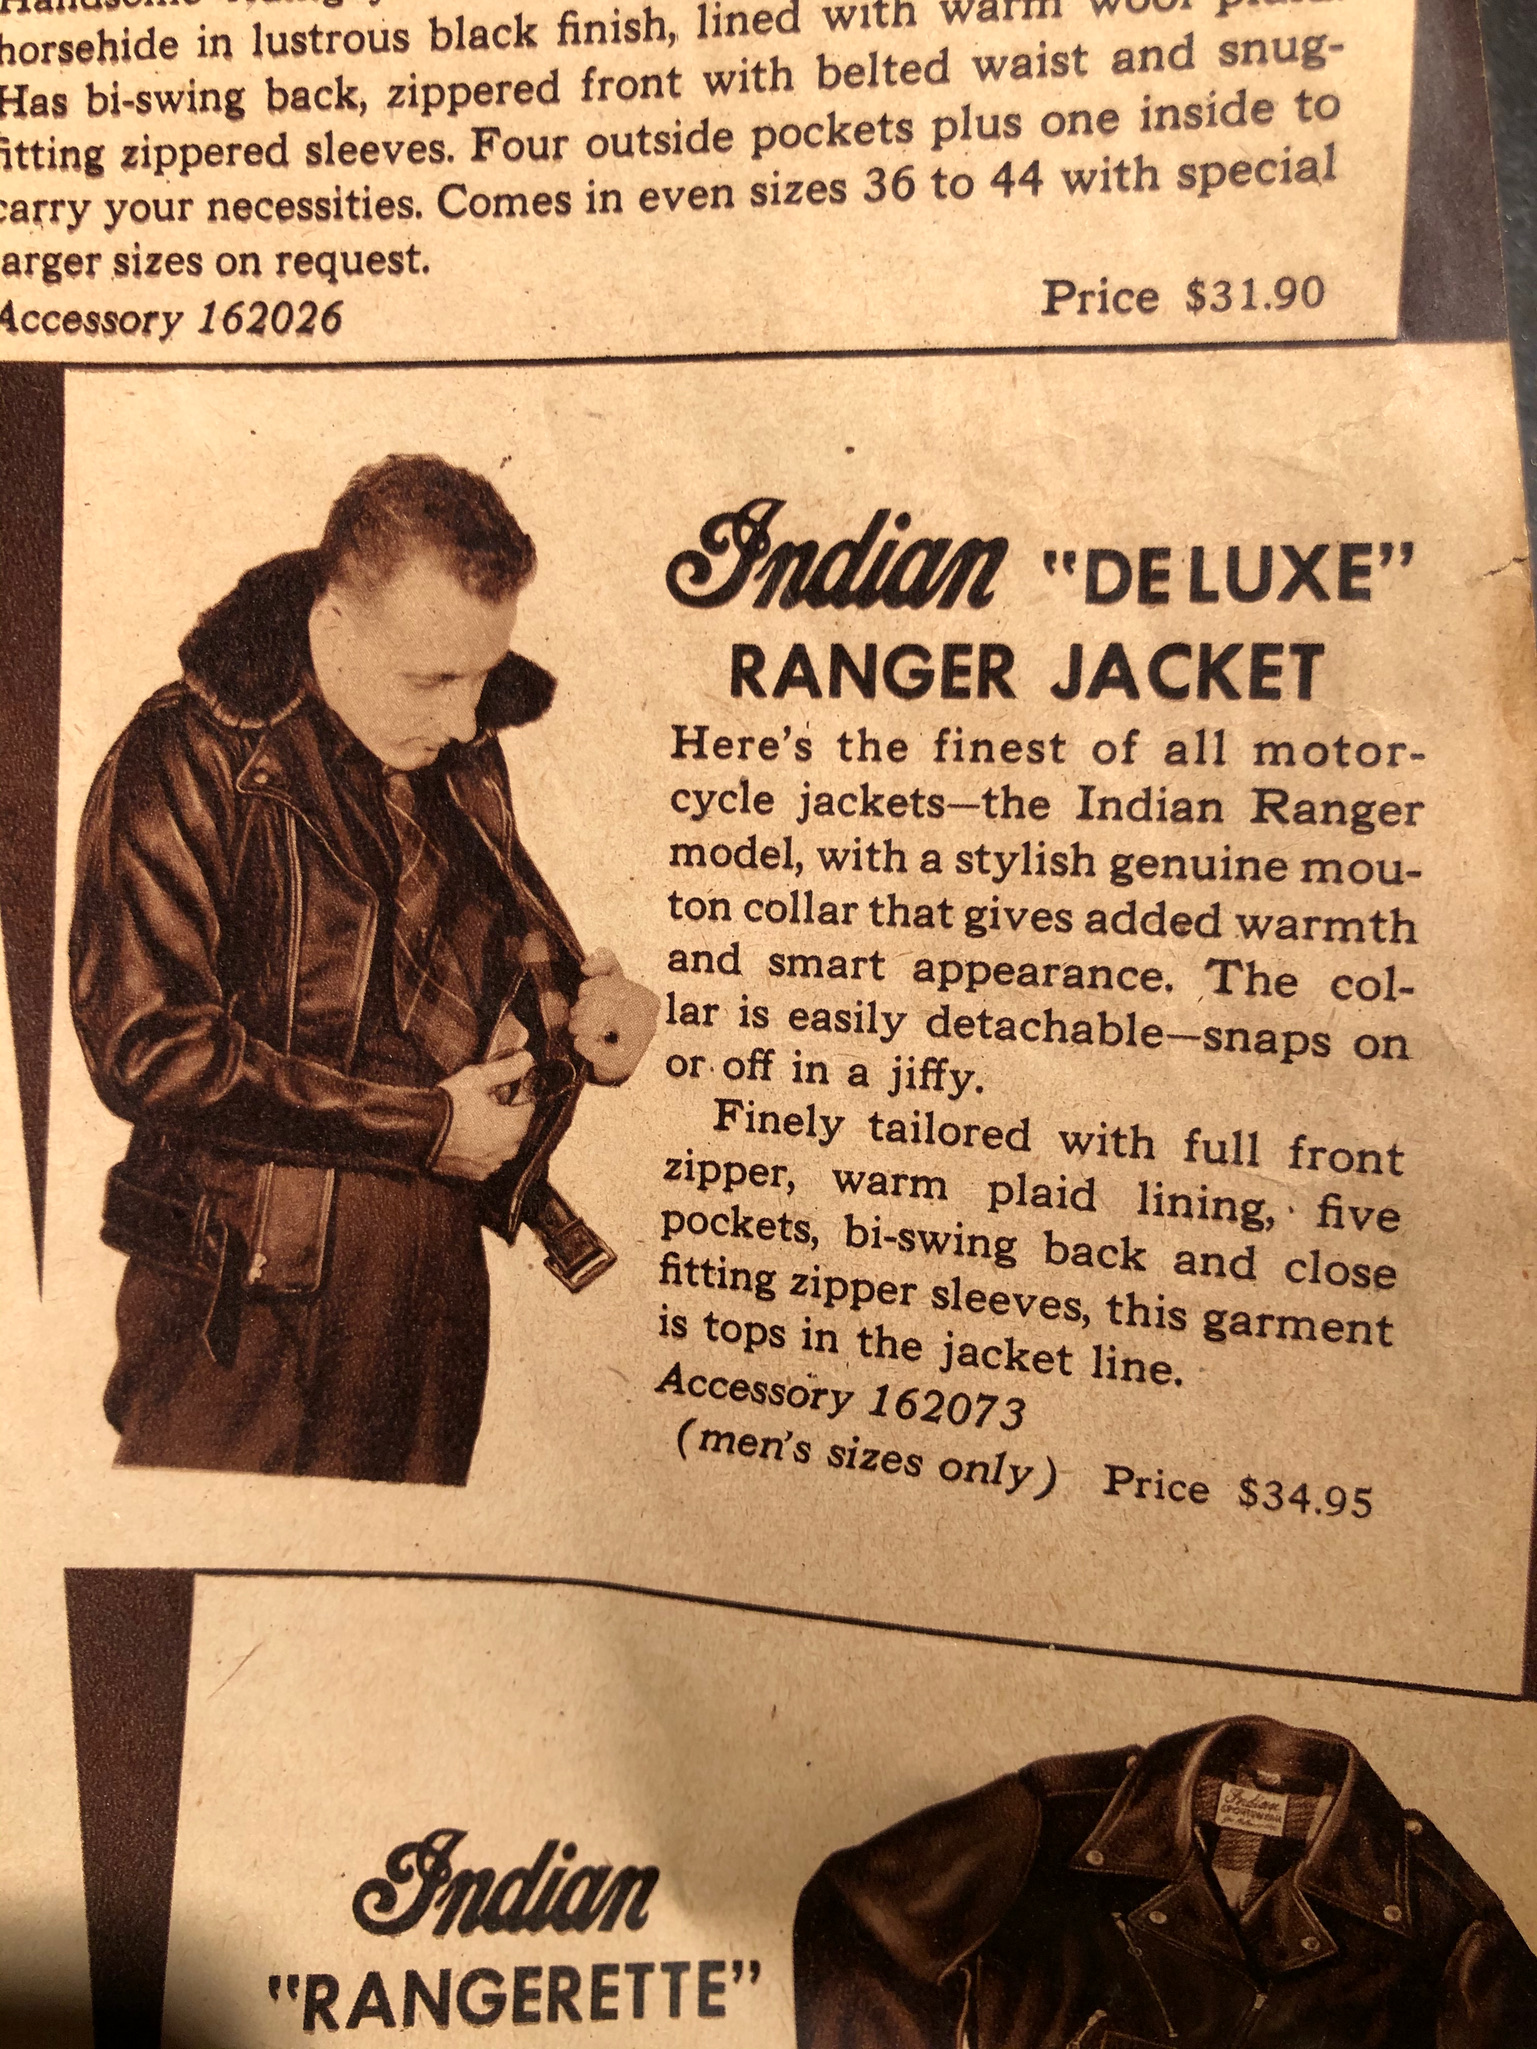 Handsome
horsehide in lustrous black finish, lined with warm wool plaid.
Has bi-swing back, zippered front with belted waist and snug-
fitting zippered sleeves. Four outside pockets plus one inside to
carry your necessities. Comes in even sizes 36 to 44 with special
larger sizes on request.
Accessory 162026 Price $31.90
Indian "DE LUXE"
RANGER JACKET
Here's the finest of all motor-
cycle jackets—the Indian Ranger
model, with a stylish genuine mou-
ton collar that gives added warmth
and smart appearance. The col-
lar is easily detachable—snaps on
or off in a jiffy.
Finely tailored with full front
zipper, warm plaid lining, five
pockets, bi-swing back and close
fitting zipper sleeves, this garment
is tops in the jacket line.
Accessory 162073
(men's sizes only) Price $34.95
Indian
Indian
"RANGERETTE"